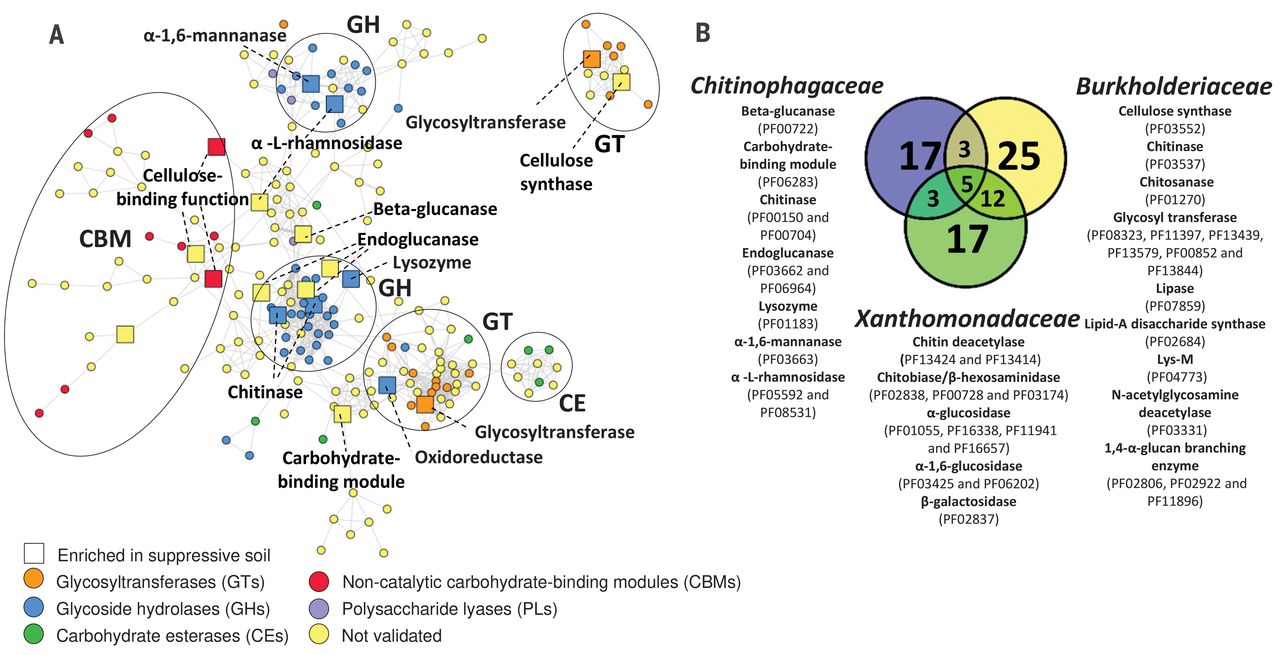 A
α-1,6-mannanase
GH
α -L-rhamnosidase
Glycosyltransferase
GT
Cellulose
synthase
Cellulose-
binding function
CBM
Beta-glucanase
Endoglucanase
Lysozyme
GH
GT
Chitinase
CE
Glycosyltransferase
Oxidoreductase
Carbohydrate-
binding module
Enriched in suppressive soil
Glycosyltransferases (GTs)
Glycoside hydrolases (GHs)
Carbohydrate esterases (CEs)
Non-catalytic carbohydrate-binding modules (CBMs)
Polysaccharide lyases (PLs)
Not validated
B
Chitinophagaceae
Beta-glucanase
(PF00722)
Carbohydrate-
binding module
(PF06283)
Chitinase
(PF00150 and
PF00704)
Endoglucanase
(PF03662 and
PF06964)
Lysozyme
(PF01183)
α-1,6-mannanase
(PF03663)
α -L-rhamnosidase
(PF05592 and
PF08531)
17
3
25
3
5
12
17
Xanthomonadaceae
Chitin deacetylase
(PF13424 and PF13414)
Chitobiase/β-hexosaminidase
(PF02838, PF00728 and PF03174)
α-glucosidase
(PF01055, PF16338, PF11941
and PF16657)
α-1,6-glucosidase
(PF03425 and PF06202)
β-galactosidase
(PF02837)
Burkholderiaceae
Cellulose synthase
(PF03552)
Chitinase
(PF03537)
Chitosanase
(PF01270)
Glycosyl transferase
(PF08323, PF11397, PF13439,
PF13579, PF00852 and
PF13844)
Lipase
(PF07859)
Lipid-A disaccharide synthase
(PF02684)
Lys-M
(PF04773)
N-acetylglycosamine
deacetylase
(PF03331)
1,4-α-glucan branching
enzyme
(PF02806, PF02922 and
PF11896)